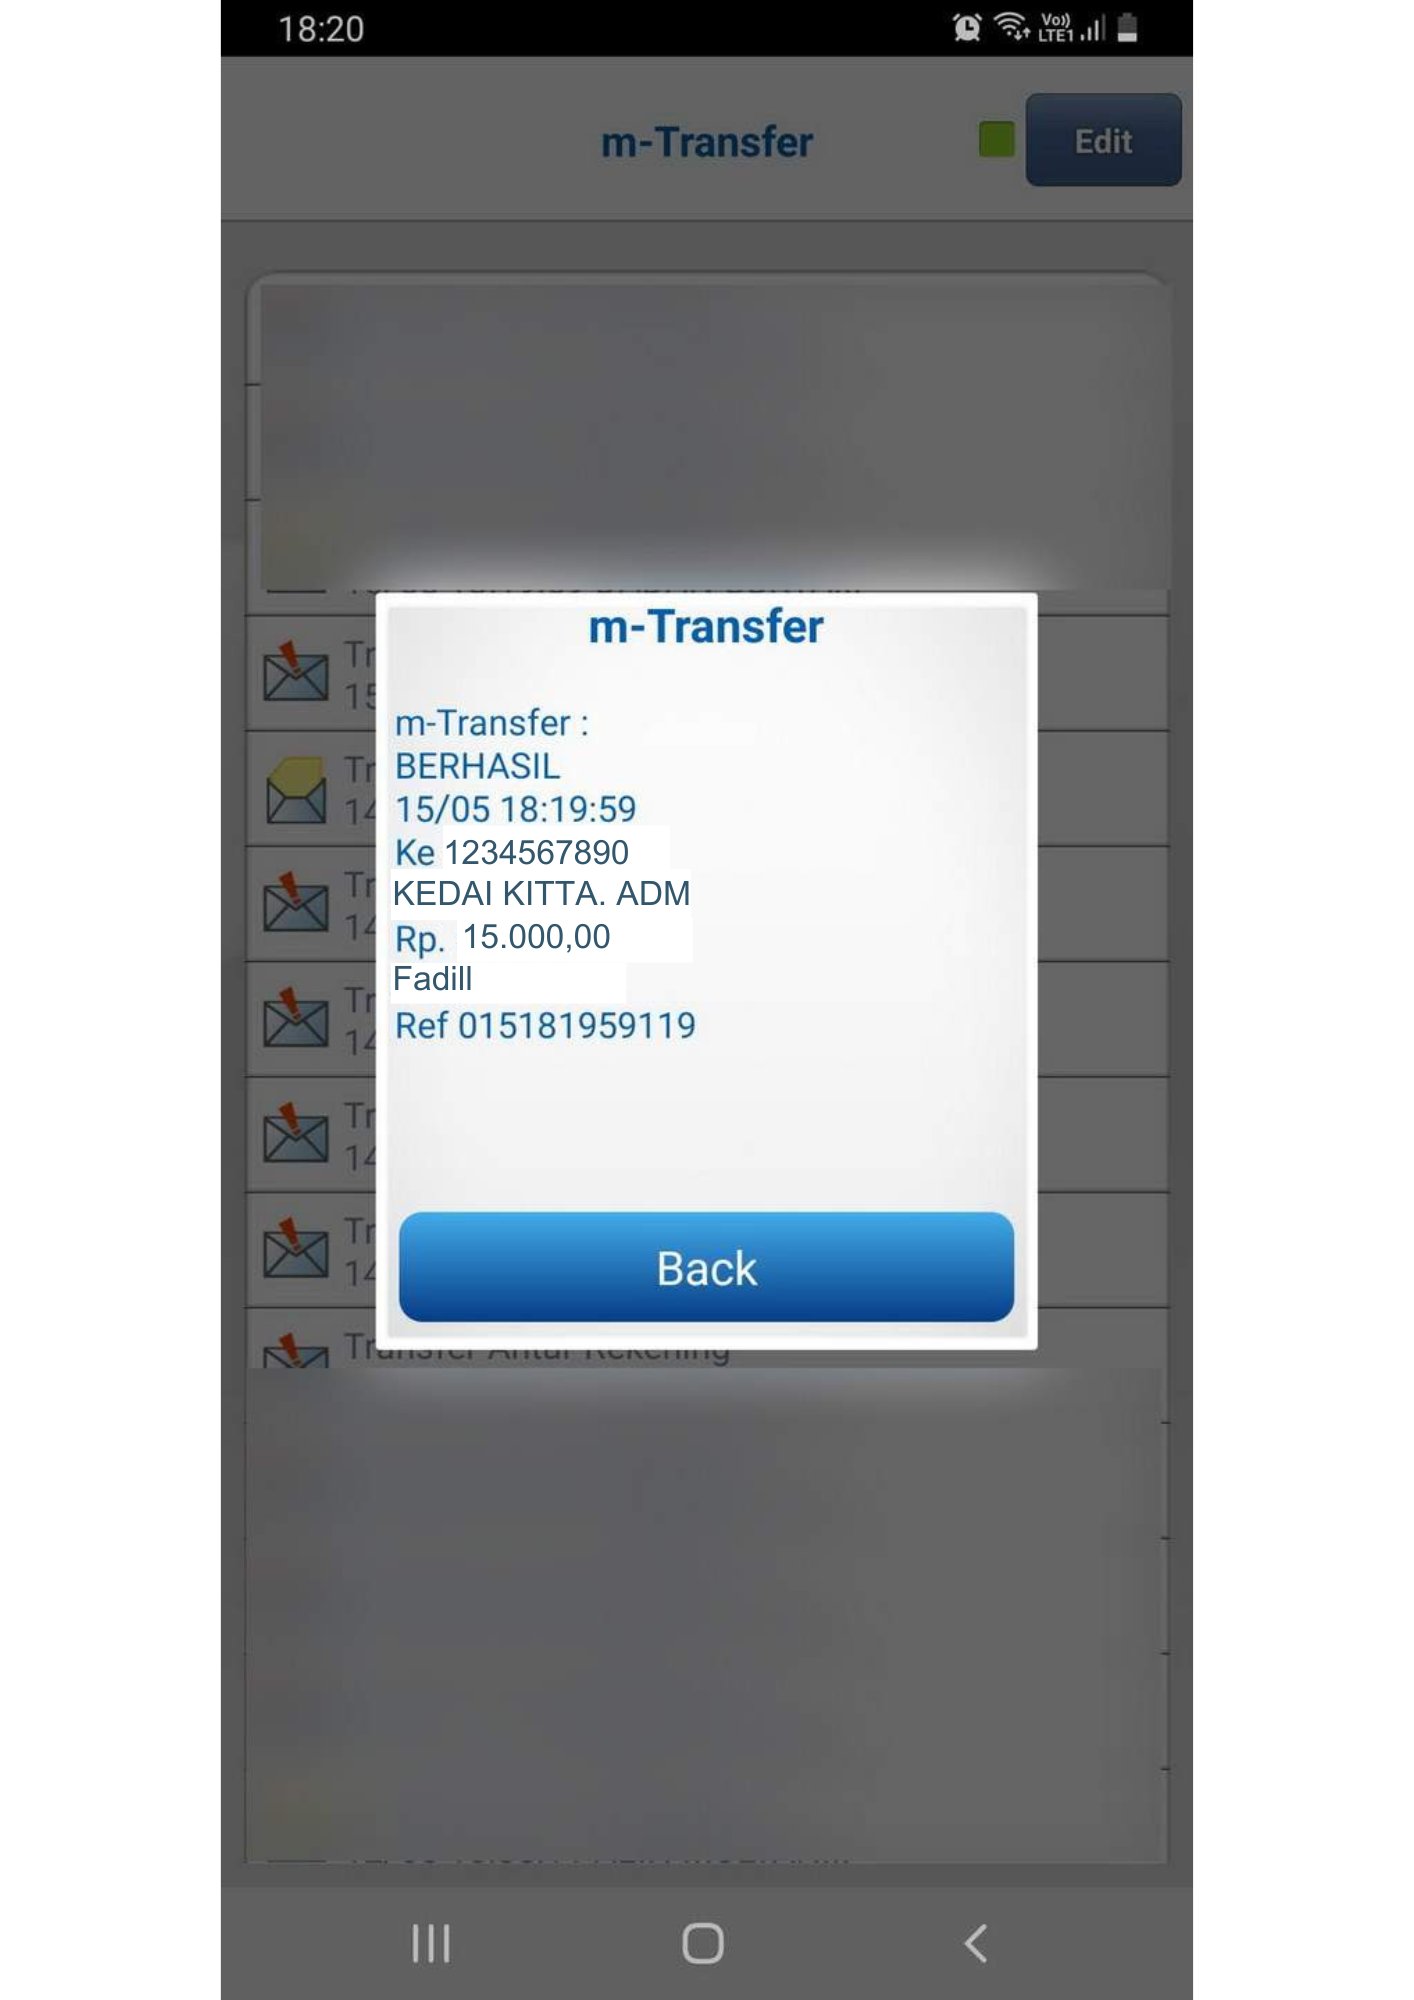 18:20
Vo)) LTE1
m-Transfer
Edit
m-Transfer
m-Transfer :
BERHASIL
15/05 18:19:59
Ke 1234567890
KEDAI KITTA. ADM
Rp. 15.000,00
Fadill
Ref 015181959119
Back
Tr
15
Tr
14
Tr
14
Tr
14
Tr
14
Tr
14
Transfer Antar Rekening